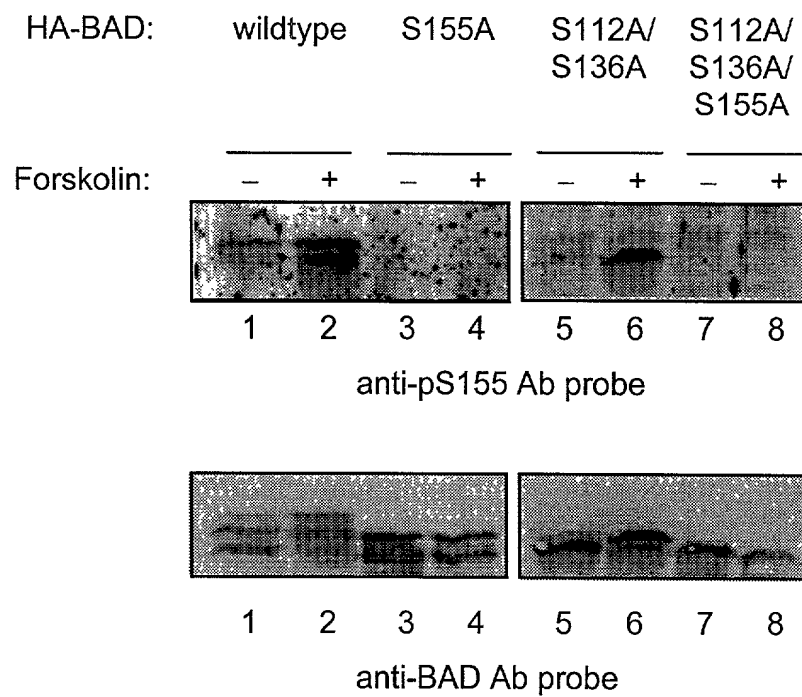 HA-BAD: wildtype S155A S112A/ S112A/
S136A S136A/
S155A
Forskolin: – + – + – + – +
1 2 3 4 5 6 7 8
anti-pS155 Ab probe
1 2 3 4 5 6 7 8
anti-BAD Ab probe